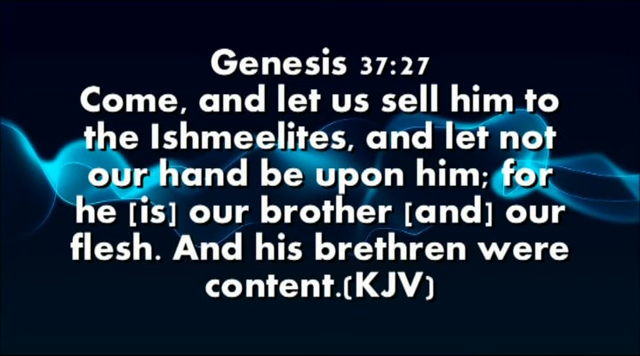 Genesis 37:27
Come, and let us sell him to
the Ishmeelites, and let not
our hand be upon him; for
he [is] our brother [and] our
flesh. And his brethren were
content.(KJV)